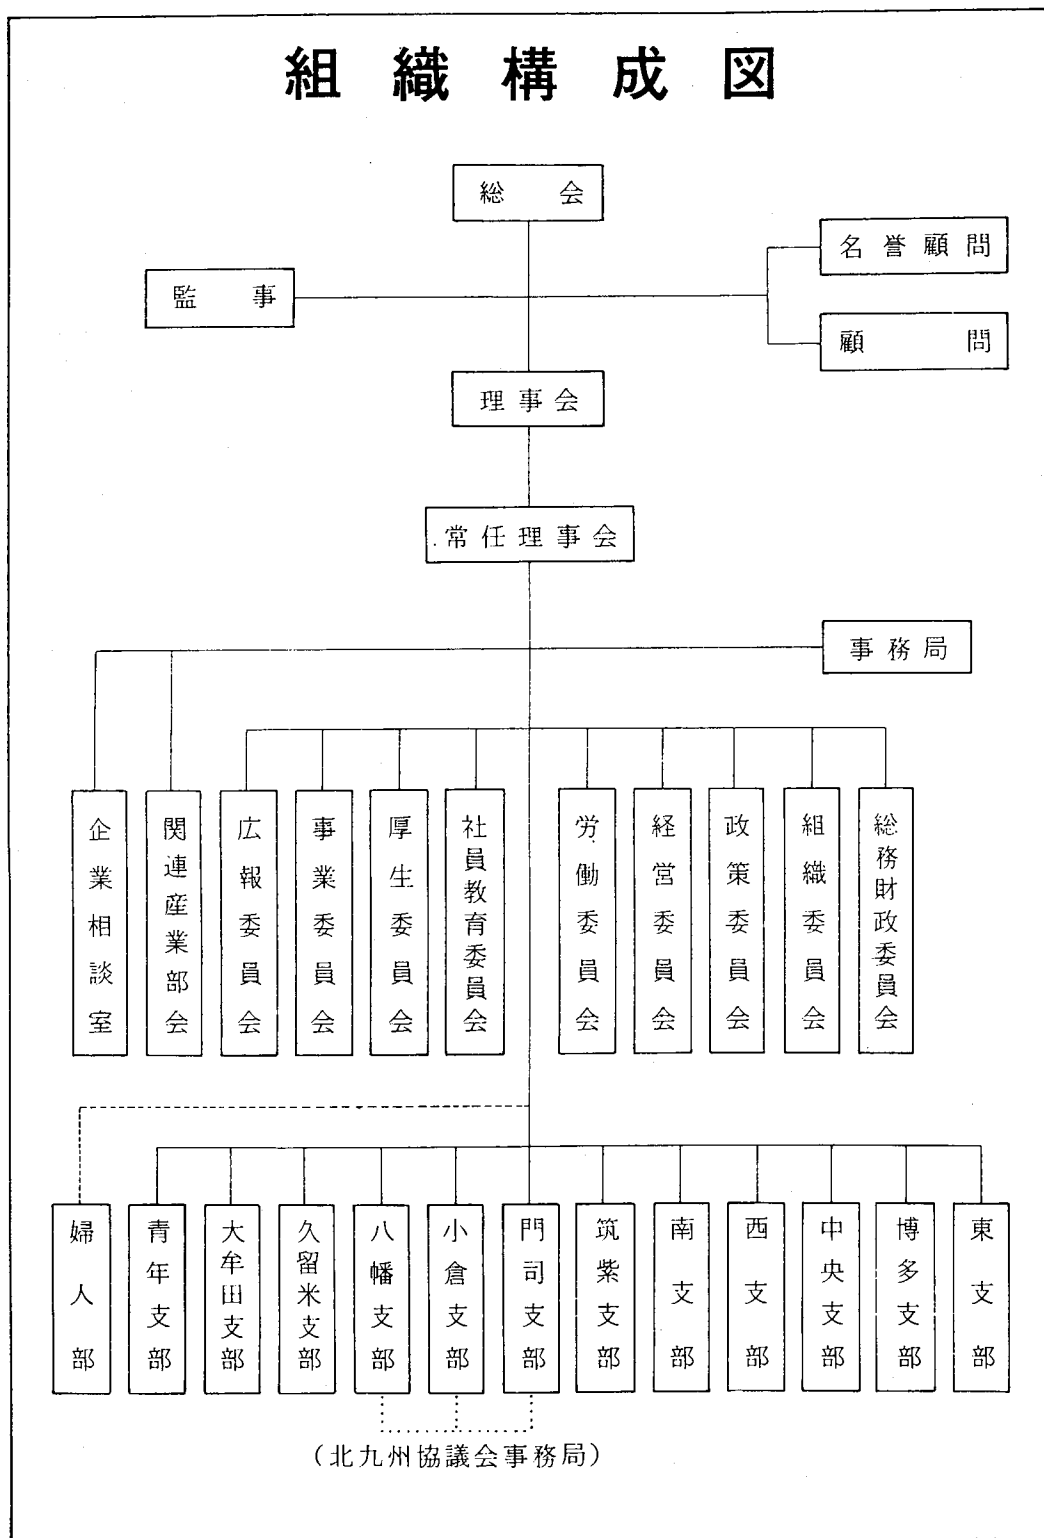 組織構成図
総会
名誉顧問
監事
顧問
理事会
常任理事会
事務局
企業相談室
関連産業部会
広報委員会
事業委員会
厚生委員会
社員教育委員会
労働委員会
経営委員会
政策委員会
組織委員会
総務財政委員会
婦人部
青年支部
大牟田支部
久留米支部
八幡支部
小倉支部
門司支部
筑紫支部
南支部
西支部
中央支部
博多支部
東支部
(北九州協議会事務局)